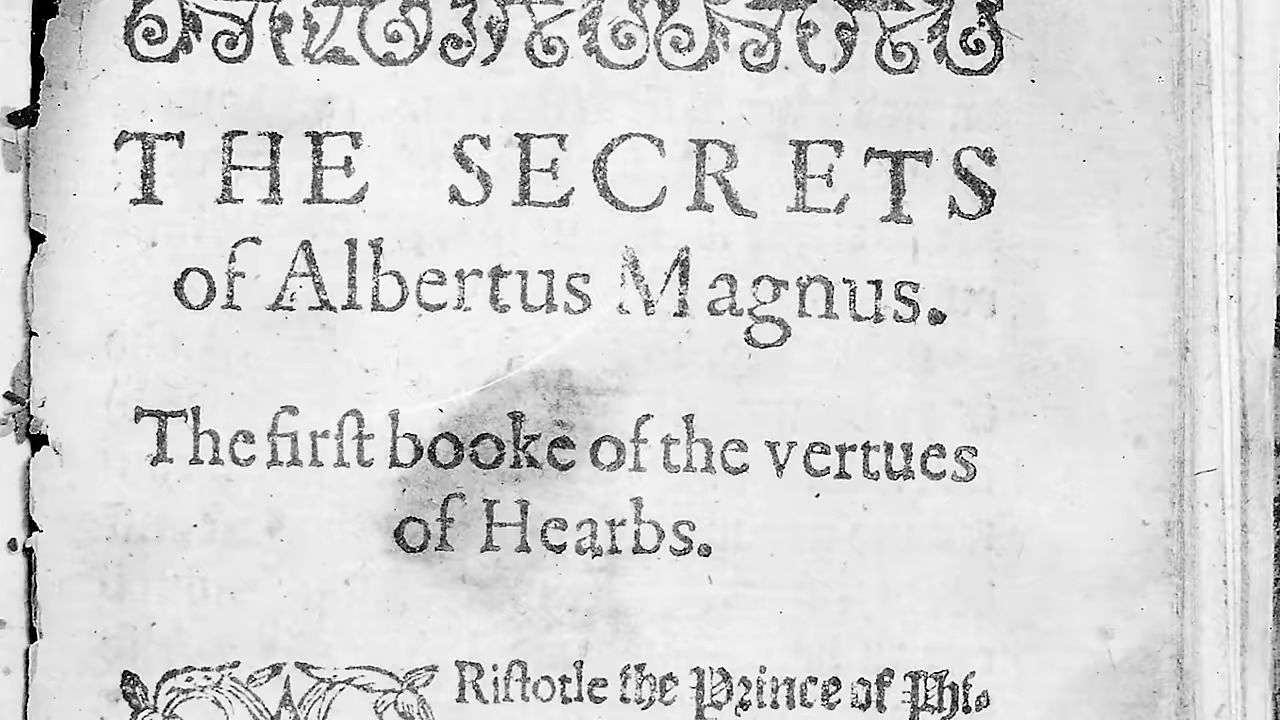 THE SECRETS
of Albertus Magnus.
The firſt booke of the vertues
of Hearbs.
Riſtotle the Prince of Phi-